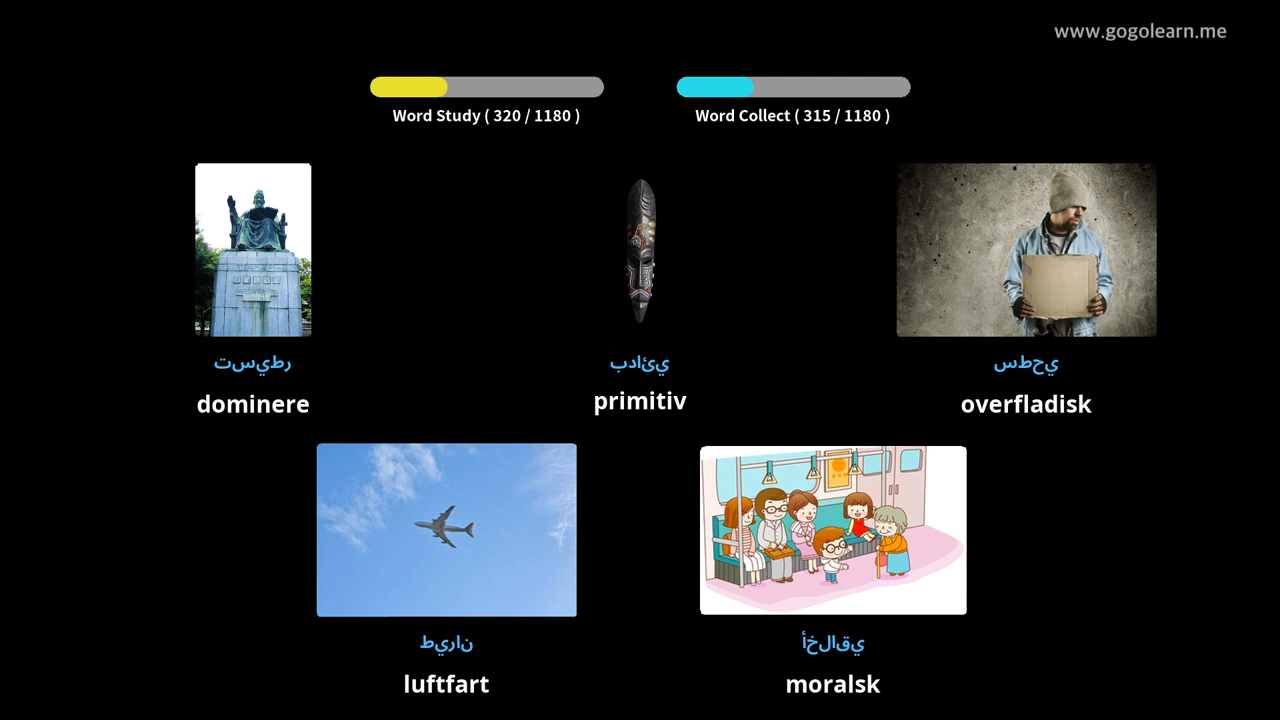 www.gogolearn.me
Word Study ( 320 / 1180 )
Word Collect ( 315 / 1180 )
تسيطر
بدائي
سطحي
dominere
primitiv
overfladisk
طيران
أخلاقي
luftfart
moralsk